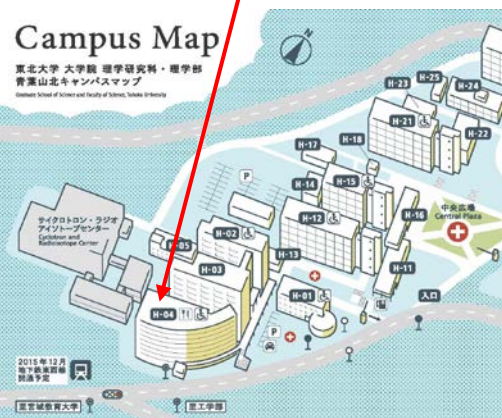 Campus Map
東北大学 大学院 理学研究科・理学部
青葉山北キャンパスマップ
Graduate School of Science and Faculty of Science, Tohoku University
H-25
H-23
H-24
H-21
H-22
H-18
H-17
P
H-15
H-14
中央広場
Central Plaza
H-16
H-12
サイクロトロン・ラジオ
アイソトープセンター
Cyclotron and
Radioisotope Center
H-02
H-05
H-13
H-03
H-11
H-01
入口
H-04
P
2015年12月
地下鉄東西線
開通予定
至宮城教育大学
至工学部